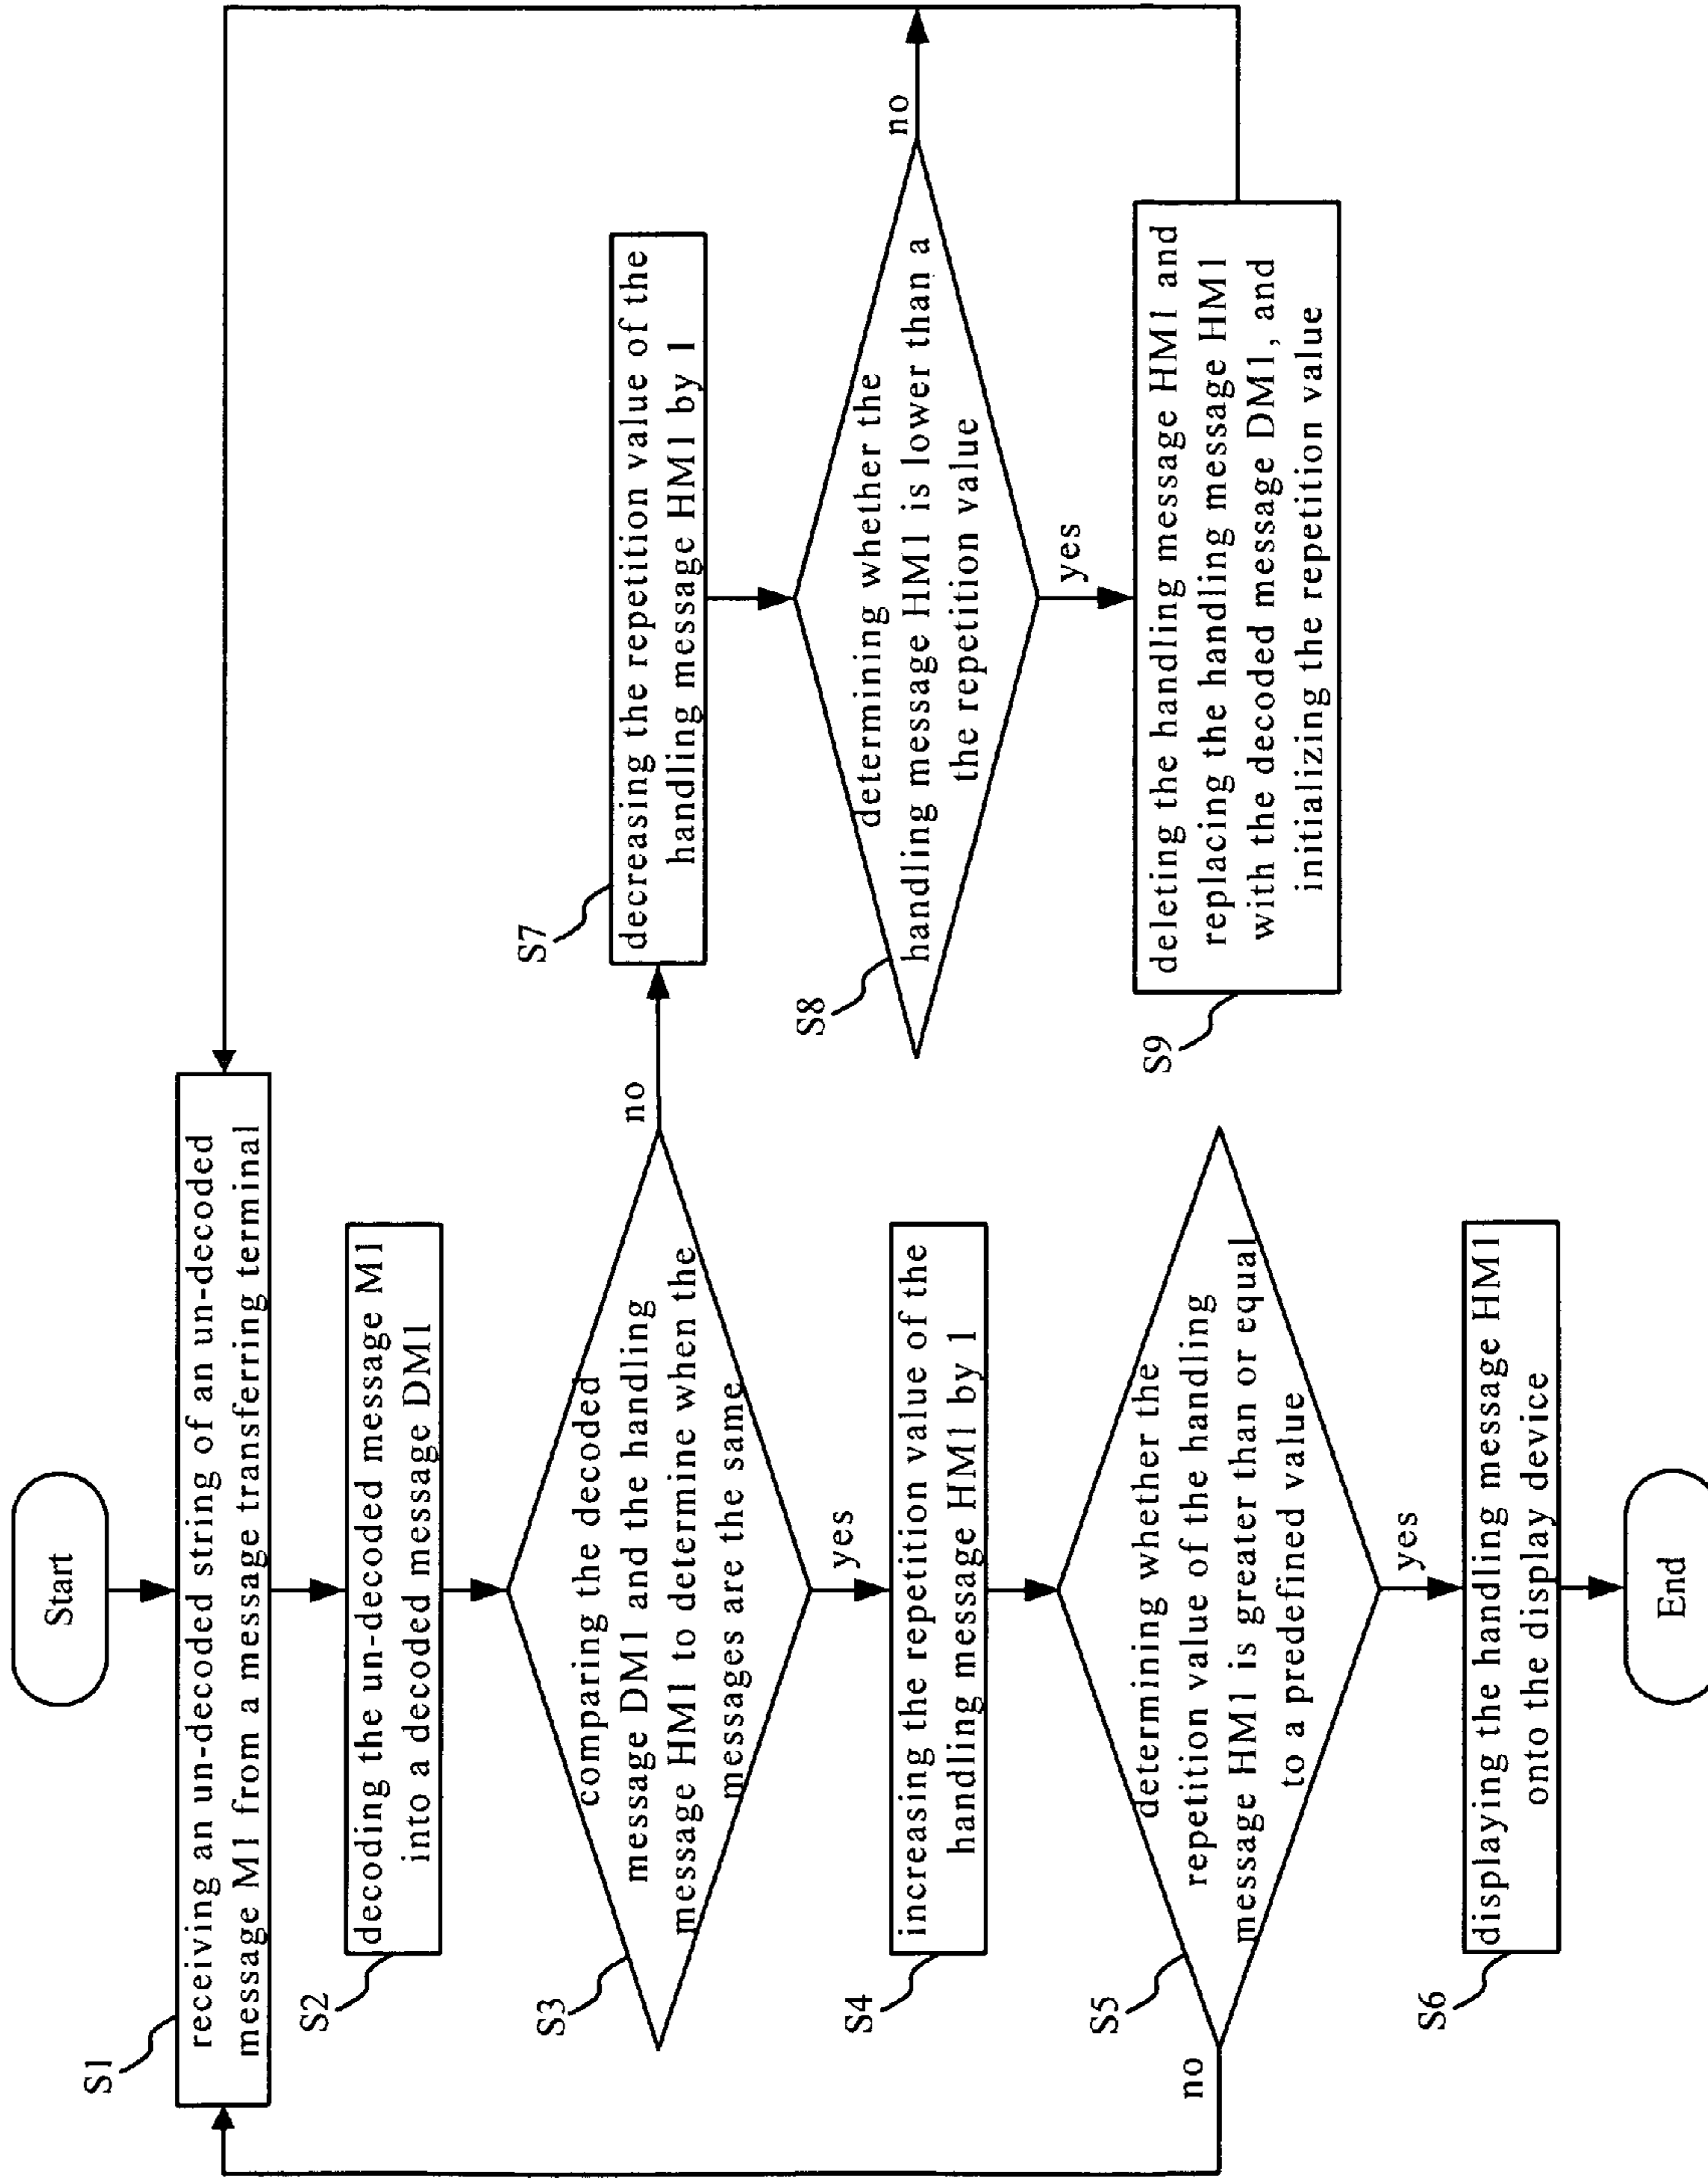 Start
S1
receiving an un-decoded string of an un-decoded
message M1 from a message transferring terminal
S2
decoding the un-decoded message M1
into a decoded message DM1
S3
comparing the decoded
message DM1 and the handling
message HM1 to determine when the
messages are the same
no
yes
S4
increasing the repetition value of the
handling message HM1 by 1
S5
determining whether the
repetition value of the handling
message HM1 is greater than or equal
to a predefined value
no
yes
S6
displaying the handling message HM1
onto the display device
End
S7
decreasing the repetition value of the
handling message HM1 by 1
S8
determining whether the
handling message HM1 is lower than a
the repetition value
no
yes
S9
deleting the handling message HM1 and
replacing the handling message HM1
with the decoded message DM1, and
initializing the repetition value